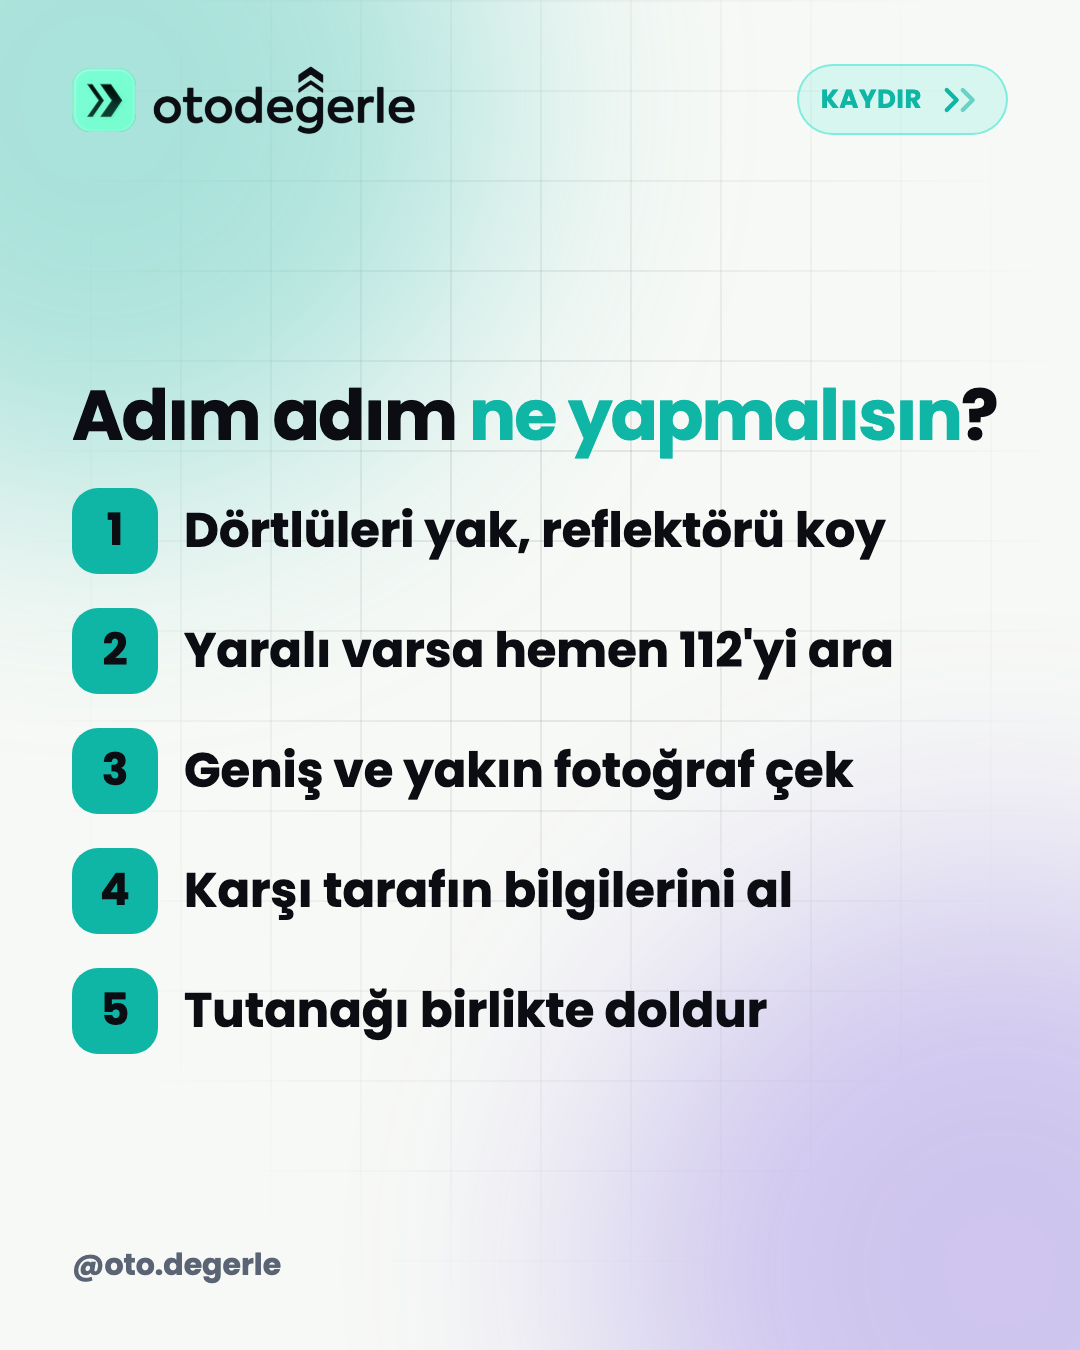 otodeğerle
KAYDIR
Adım adım ne yapmalısın?
1 Dörtlüleri yak, reflektörü koy
2 Yaralı varsa hemen 112'yi ara
3 Geniş ve yakın fotoğraf çek
4 Karşı tarafın bilgilerini al
5 Tutanağı birlikte doldur
@oto.degerle